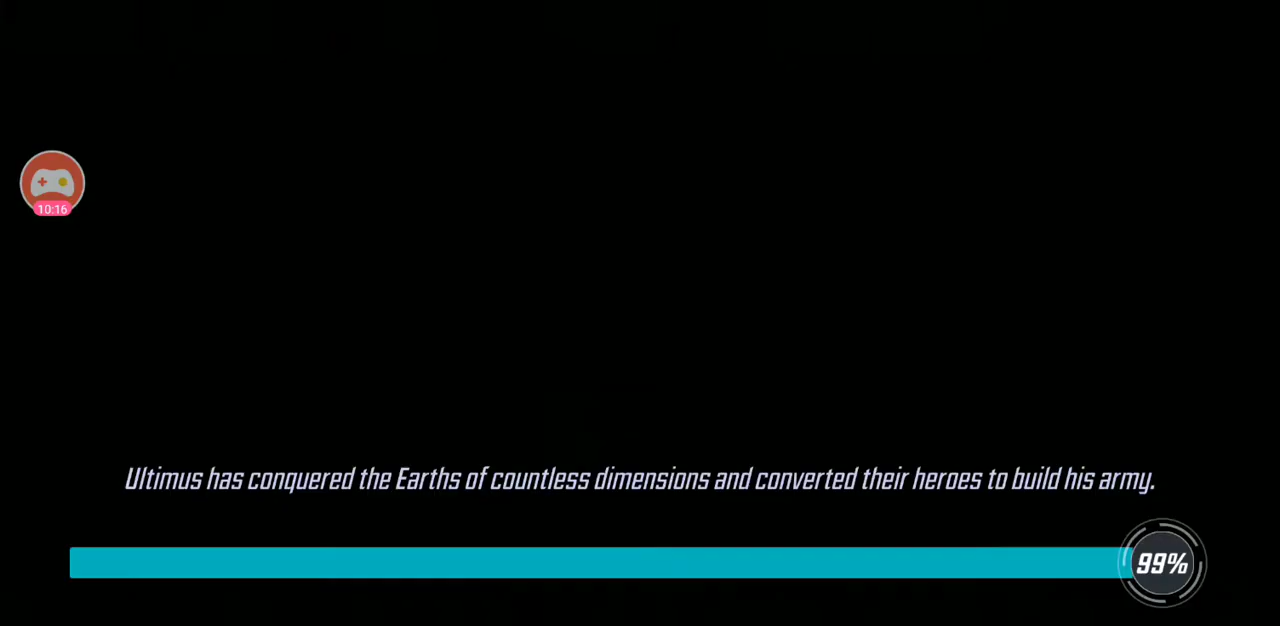 10:16
Ultimus has conquered the Earths of countless dimensions and converted their heroes to build his army.
99%